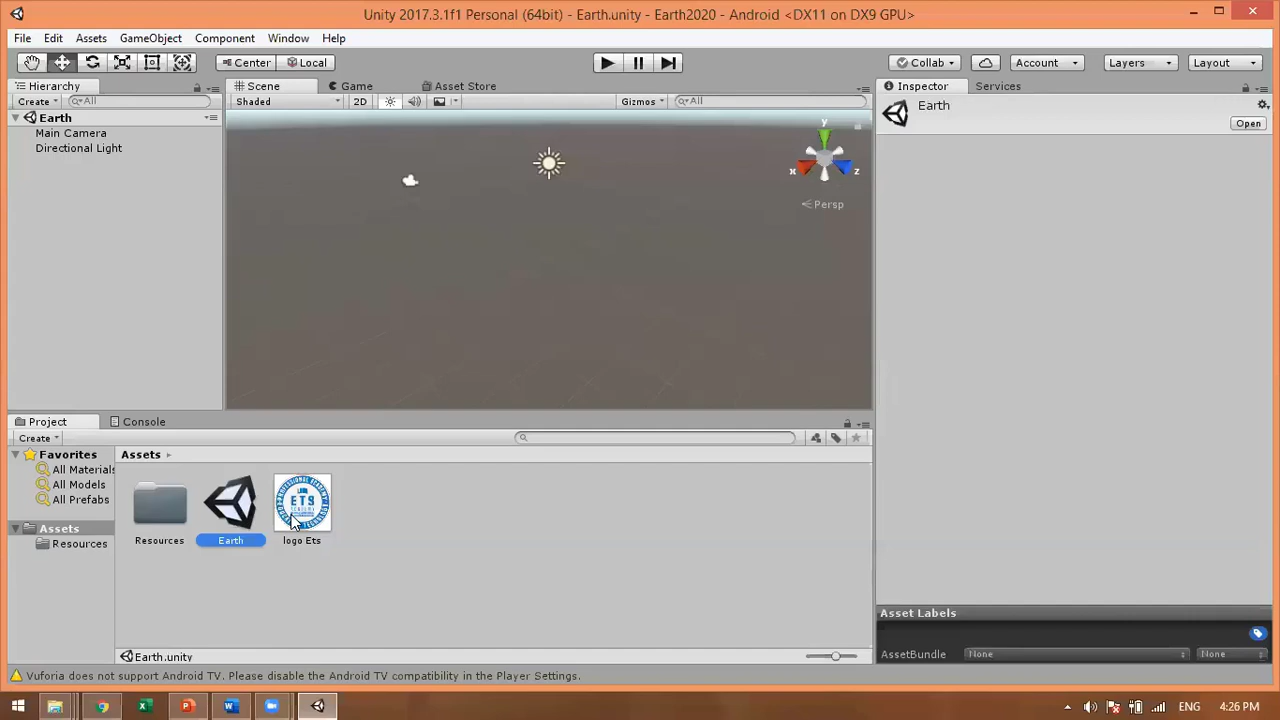 Unity 2017.3.1f1 Personal (64bit) - Earth.unity - Earth2020 - Android <DX11 on DX9 GPU>
File Edit Assets GameObject Component Window Help
Center Local Collab Account Layers Layout
Hierarchy Scene Game Asset Store Inspector Services
Create All Shaded 2D Gizmos All
Earth
Main Camera
Directional Light
y
x z
Persp
Earth
Open
Project Console
Create
Favorites
All Materials
All Models
All Prefabs
Assets
Resources
Assets
ETS
ACADEMY
Resources Earth logo Ets
Earth.unity
Asset Labels
AssetBundle None None
Vuforia does not support Android TV. Please disable the Android TV compatibility in the Player Settings.
ENG 4:26 PM